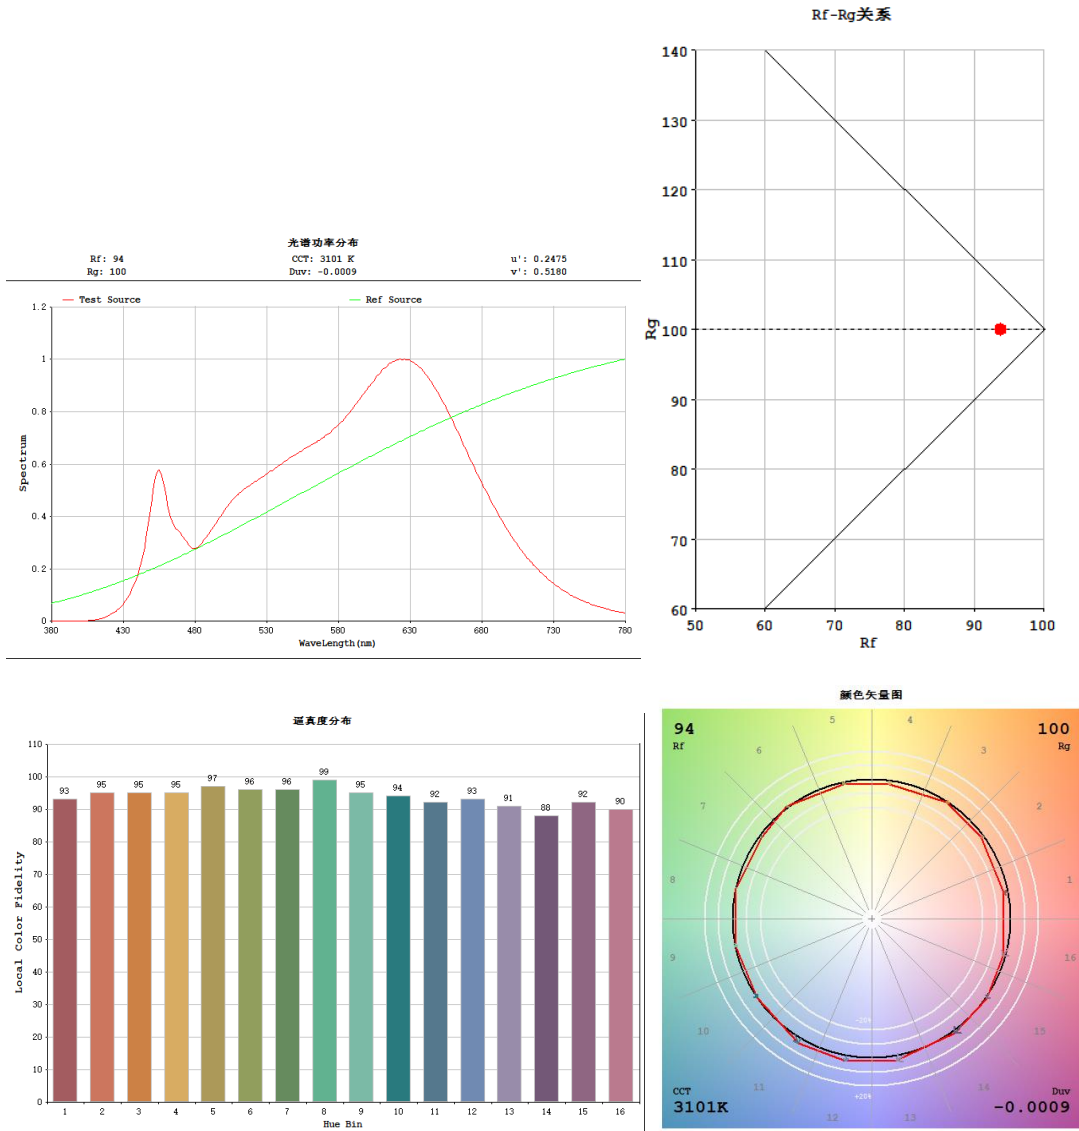 Rf-Rg关系
140
130
120
110
100
90
80
70
60
Rg
50 60 70 80 90 100
Rf
光谱功率分布
Rf: 94 CCT: 3101 K u': 0.2475
Rg: 100 Duv: -0.0009 v': 0.5180
Test Source Ref Source
1.2
1
0.8
0.6
0.4
0.2
0
Spectrum
380 430 480 530 580 630 680 730 780
WaveLength(nm)
逼真度分布
110
100
90
80
70
60
50
40
30
20
10
0
Local Color Fidelity
93 95 95 95 97 96 96 99 95 94 92 93 91 88 92 90
1 2 3 4 5 6 7 8 9 10 11 12 13 14 15 16
Hue Bin
颜色矢量图
94
Rf
100
Rg
5 4
6 3
7 2
8 1
9 16
10 15
11 14
12 13
-20%
+20%
CCT
3101K
Duv
-0.0009